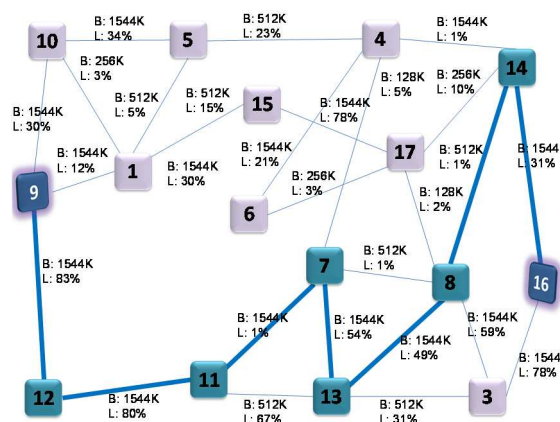 B: 1544K
L: 34%
B: 512K
L: 23%
B: 1544K
L: 1%
10
5
4
14
B: 256K
L: 3%
B: 512K
L: 5%
B: 512K
L: 15%
B: 128K
L: 5%
B: 256K
L: 10%
B: 1544K
L: 30%
15
B: 1544K
L: 78%
B: 1544K
L: 12%
1
B: 1544K
L: 30%
B: 1544K
L: 21%
17
B: 512K
L: 1%
B: 1544
L: 31%
9
6
B: 256K
L: 3%
B: 128K
L: 2%
B: 1544K
L: 83%
7
B: 512K
L: 1%
8
16
B: 1544K
L: 1%
B: 1544K
L: 54%
B: 1544K
L: 49%
B: 1544K
L: 59%
B: 1544
L: 78%
12
B: 1544K
L: 80%
11
B: 512K
L: 67%
13
B: 512K
L: 31%
3